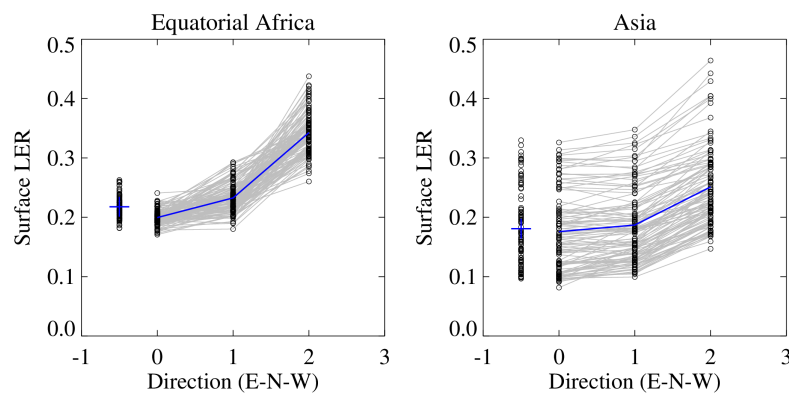 Equatorial Africa
0.5
0.4
0.3
0.2
0.1
0.0
Surface LER
-1 0 1 2 3
Direction (E-N-W)
Asia
0.5
0.4
0.3
0.2
0.1
0.0
Surface LER
-1 0 1 2 3
Direction (E-N-W)